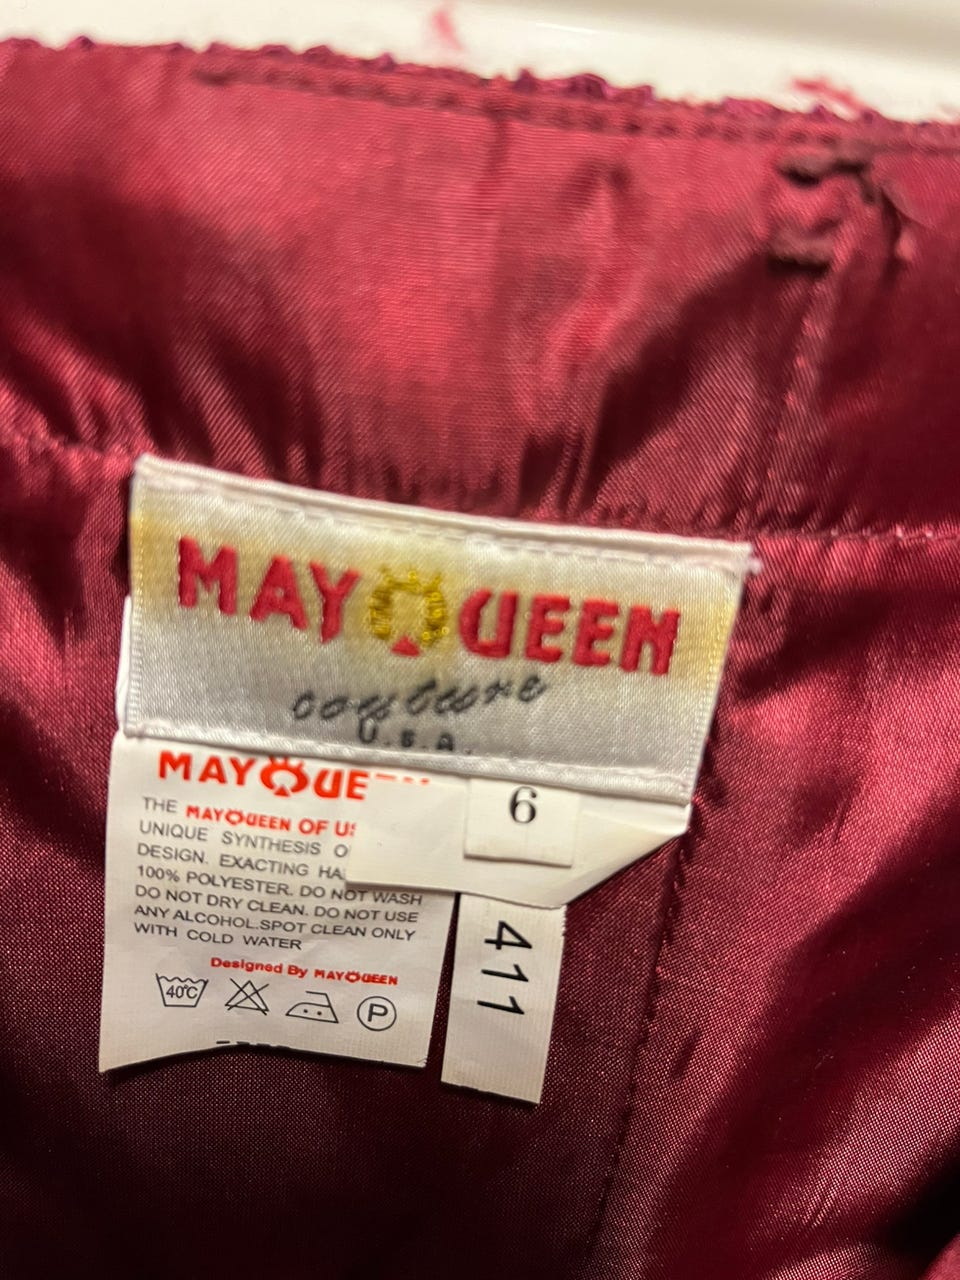 MAYQUEEN
couture
U.S.A.
MAYQUE
6
THE MAYQUEEN OF US
UNIQUE SYNTHESIS O
DESIGN. EXACTING HA
100% POLYESTER. DO NOT WASH
DO NOT DRY CLEAN. DO NOT USE
ANY ALCOHOL.SPOT CLEAN ONLY
WITH COLD WATER
Designed By MAYQUEEN
40℃
P
411